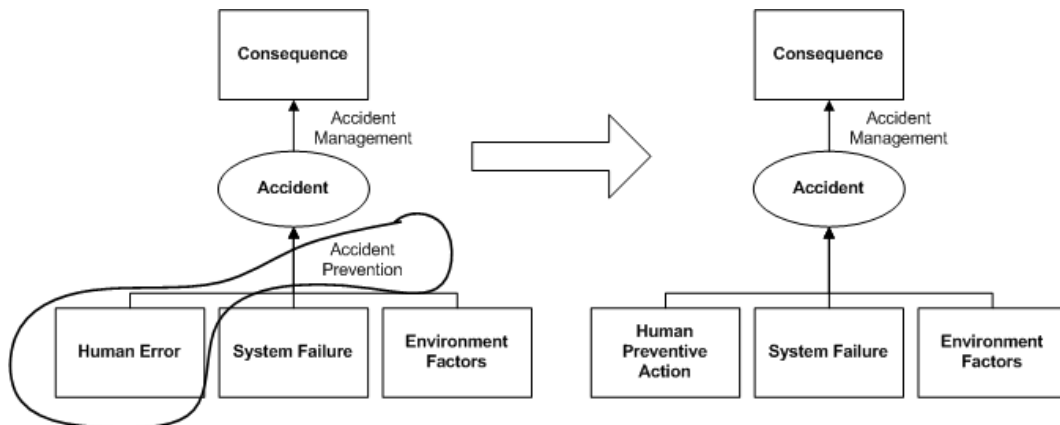 Consequence
Accident
Management
Accident
Accident
Prevention
Human Error
System Failure
Environment
Factors
Consequence
Accident
Management
Accident
Human
Preventive
Action
System Failure
Environment
Factors